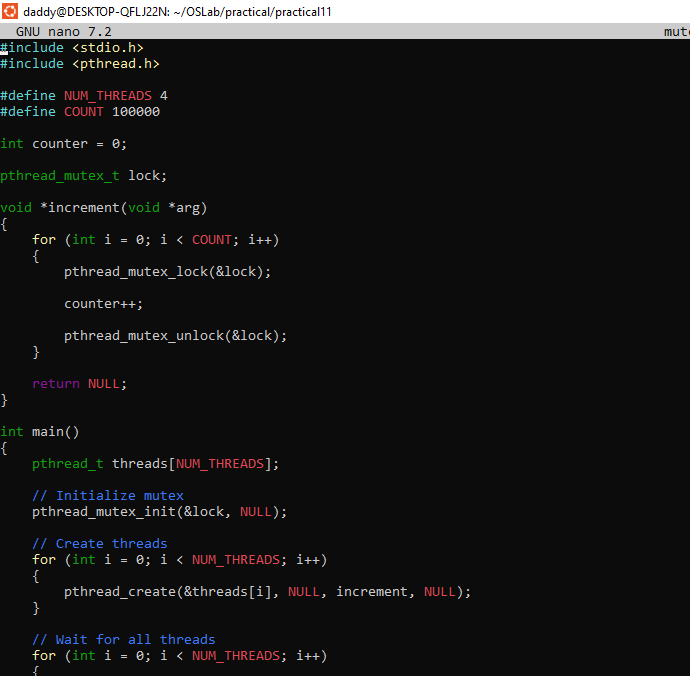 daddy@DESKTOP-QFLJ22N: ~/OSLab/practical/practical11
GNU nano 7.2
#include <stdio.h>
#include <pthread.h>

#define NUM_THREADS 4
#define COUNT 100000

int counter = 0;

pthread_mutex_t lock;

void *increment(void *arg)
{
    for (int i = 0; i < COUNT; i++)
    {
        pthread_mutex_lock(&lock);

        counter++;

        pthread_mutex_unlock(&lock);
    }

    return NULL;
}

int main()
{
    pthread_t threads[NUM_THREADS];

    // Initialize mutex
    pthread_mutex_init(&lock, NULL);

    // Create threads
    for (int i = 0; i < NUM_THREADS; i++)
    {
        pthread_create(&threads[i], NULL, increment, NULL);
    }

    // Wait for all threads
    for (int i = 0; i < NUM_THREADS; i++)
    {